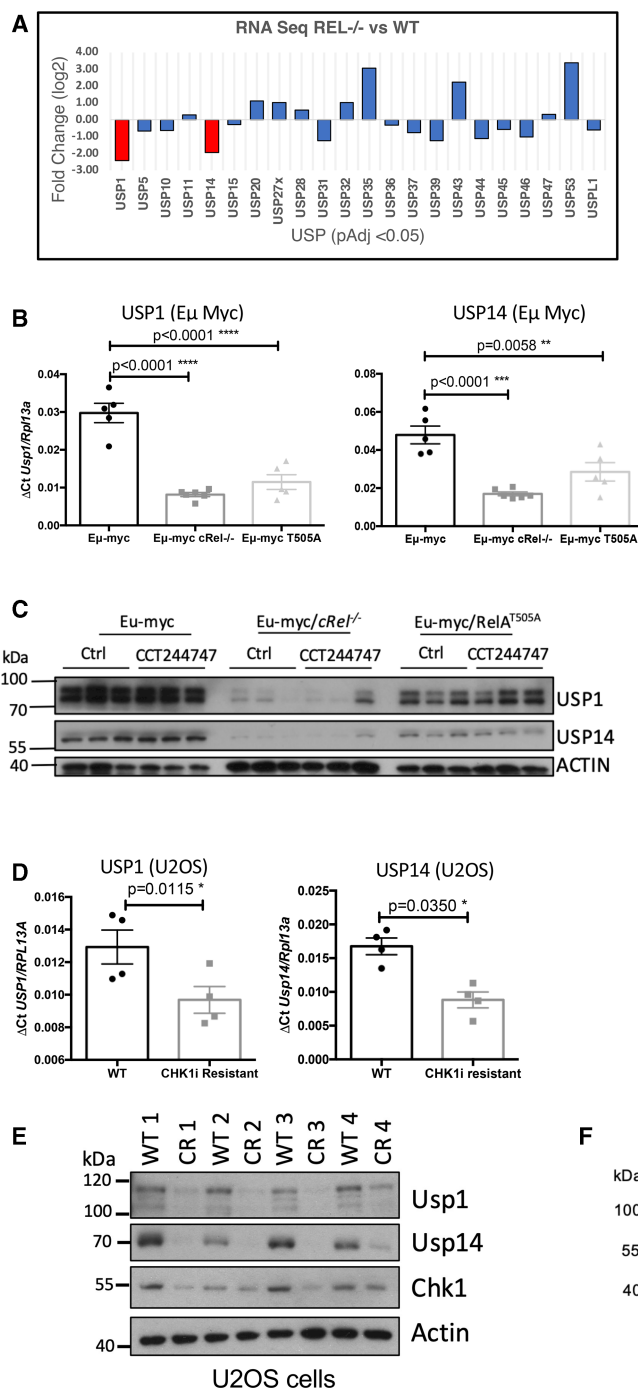 A
RNA Seq REL-/- vs WT
Fold Change (log2)
4.00
3.00
2.00
1.00
0.00
-1.00
-2.00
-3.00
USP1 USP5 USP10 USP11 USP14 USP15 USP20 USP27x USP28 USP31 USP32 USP35 USP36 USP37 USP39 USP43 USP44 USP45 USP46 USP47 USP53 USPL1
USP (pAdj <0.05)
B
USP1 (Eμ Myc)
p<0.0001 ****
p<0.0001 ****
ΔCt Usp1/Rpl13a
0.04
0.03
0.02
0.01
0.00
Eμ-myc Eμ-myc cRel-/- Eμ-myc T505A
USP14 (Eμ Myc)
p=0.0058 **
p<0.0001 ***
0.08
0.06
0.04
0.02
0.00
Eμ-myc Eμ-myc cRel-/- Eμ-myc T505A
C
Eu-myc Eu-myc/cRel-/- Eu-myc/RelAT505A
kDa Ctrl CCT244747 Ctrl CCT244747 Ctrl CCT244747
100
70 USP1
55 USP14
40 ACTIN
D
USP1 (U2OS)
p=0.0115 *
ΔCt USP1/RPL13A
0.016
0.014
0.012
0.010
0.008
0.006
WT CHK1i Resistant
USP14 (U2OS)
p=0.0350 *
ΔCt Usp14/Rpl13a
0.025
0.020
0.015
0.010
0.005
0.000
WT CHK1i resistant
E
kDa WT 1 CR 1 WT 2 CR 2 WT 3 CR 3 WT 4 CR 4
120
100 Usp1
70 Usp14
55 Chk1
40 Actin
U2OS cells
F
kDa
100
55
40